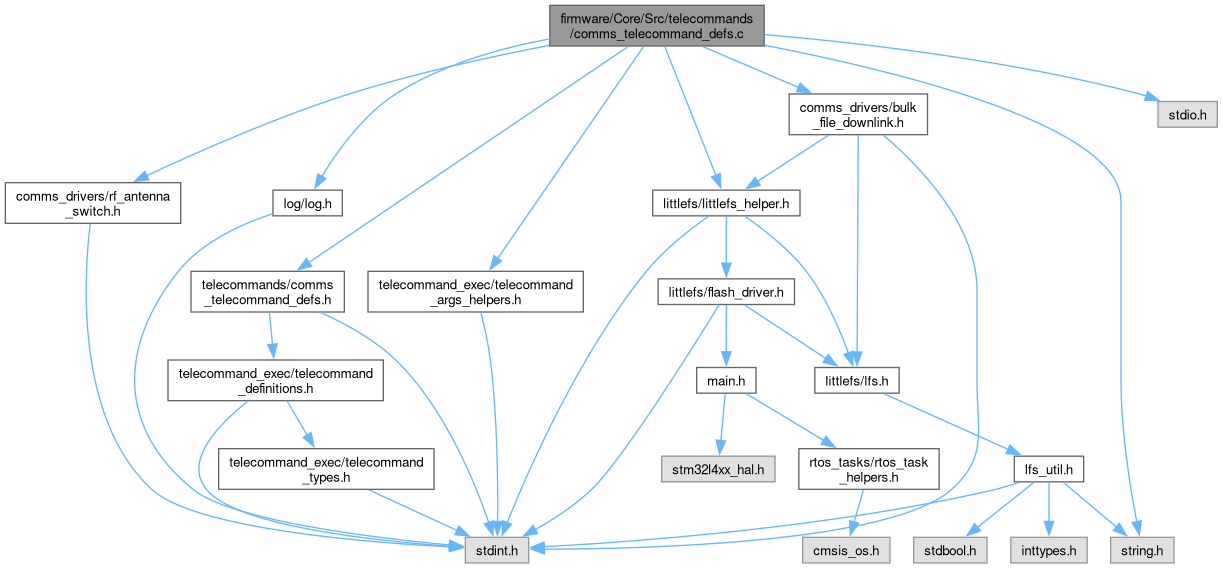 firmware/Core/Src/telecommands
/comms_telecommand_defs.c
comms_drivers/bulk
_file_downlink.h
stdio.h
comms_drivers/rf_antenna
_switch.h
log/log.h
littlefs/littlefs_helper.h
telecommands/comms
_telecommand_defs.h
telecommand_exec/telecommand
_args_helpers.h
littlefs/flash_driver.h
telecommand_exec/telecommand
_definitions.h
main.h
littlefs/lfs.h
telecommand_exec/telecommand
_types.h
stm32l4xx_hal.h
rtos_tasks/rtos_task
_helpers.h
lfs_util.h
stdint.h
cmsis_os.h
stdbool.h
inttypes.h
string.h